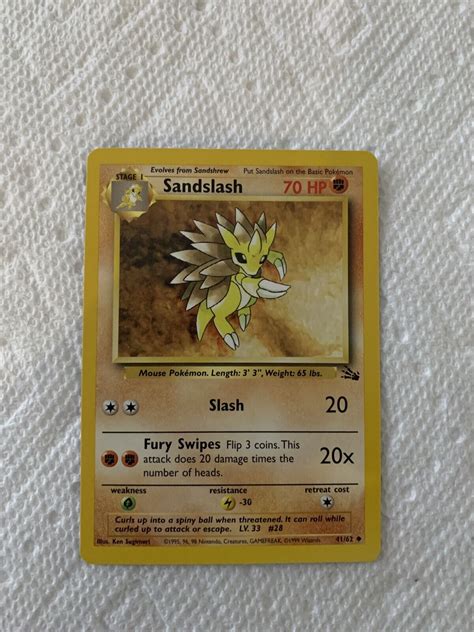 Evolves from Sandshrew
Put Sandslash on the Basic Pokémon
STAGE 1
Sandslash
70 HP
Mouse Pokémon. Length: 3' 3", Weight: 65 lbs.
Slash 20
Fury Swipes Flip 3 coins. This
attack does 20 damage times the
number of heads.
20x
weakness resistance retreat cost
-30
Curls up into a spiny ball when threatened. It can roll while
curled up to attack or escape. LV. 33 #28
Illus. Ken Sugimori
©1995, 96, 98 Nintendo, Creatures, GAMEFREAK. ©1999 Wizards.
41/62